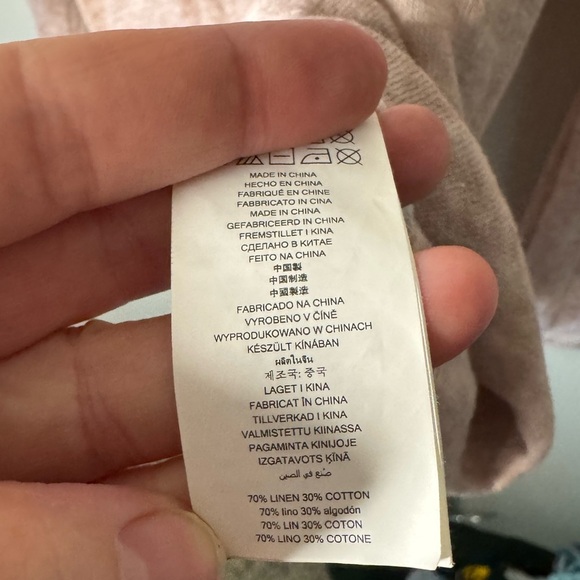 MADE IN CHINA
HECHO EN CHINA
FABRIQUÉ EN CHINE
FABBRICATO IN CINA
MADE IN CHINA
GEFABRICEERD IN CHINA
FREMSTILLET I KINA
СДЕЛАНО В КИТАЕ
FEITO NA CHINA
中国製
中国制造
中國製造
FABRICADO NA CHINA
VYROBENO V ČÍNĚ
WYPRODUKOWANO W CHINACH
KÉSZÜLT KÍNÁBAN
ผลิตในจีน
제조국: 중국
LAGET I KINA
FABRICAT ÎN CHINA
TILLVERKAD I KINA
VALMISTETTU KIINASSA
PAGAMINTA KINIJOJE
IZGATAVOTS ĶĪNĀ
صنع في الصين
70% LINEN 30% COTTON
70% lino 30% algodón
70% LIN 30% COTON
70% LINO 30% COTONE